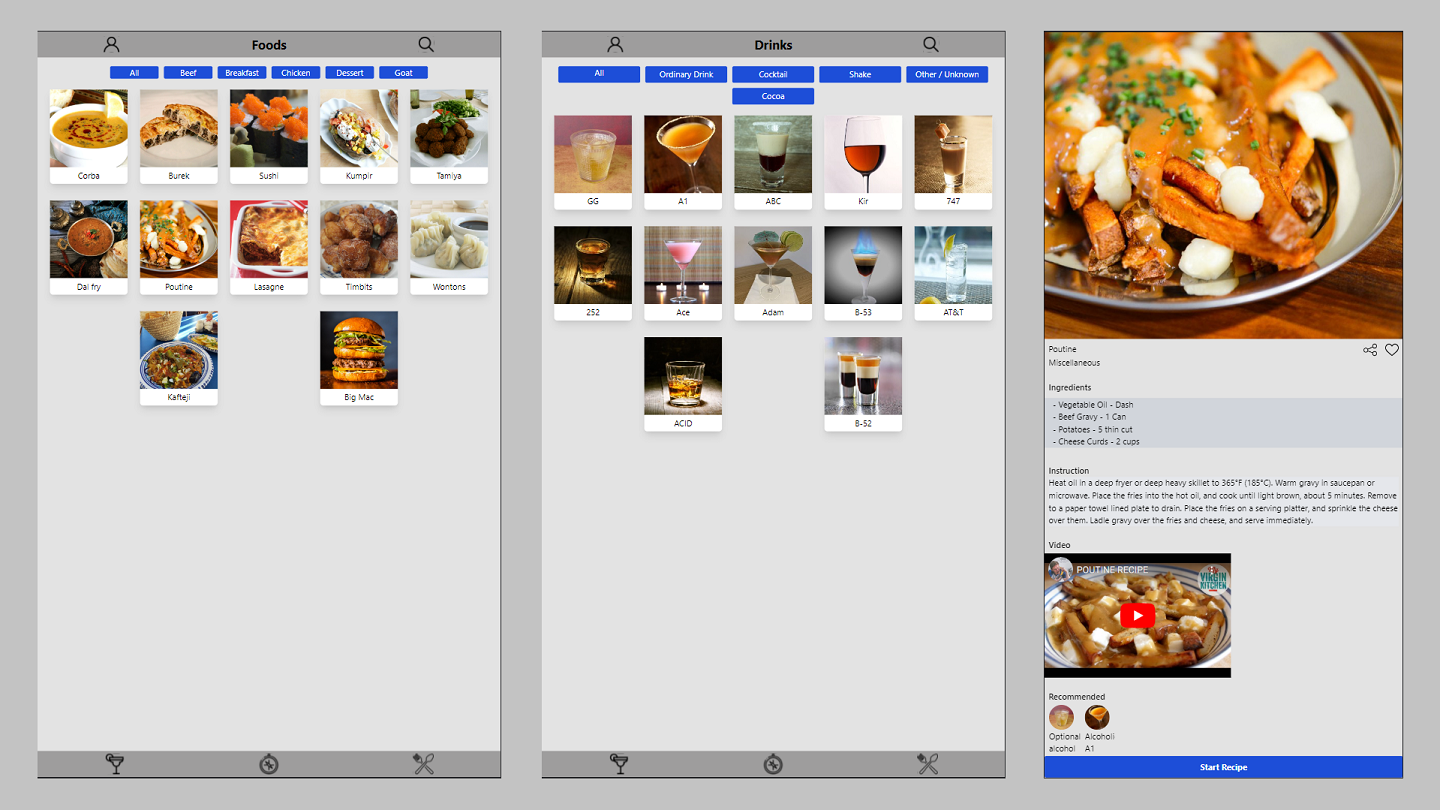 Foods
All Beef Breakfast Chicken Dessert Goat
Corba Burek Sushi Kumpir Tamiya
Dal fry Poutine Lasagne Timbits Wontons
Kafteji Big Mac
Drinks
All Ordinary Drink Cocktail Shake Other / Unknown
Cocoa
GG A1 ABC Kir 747
252 Ace Adam B-53 AT&T
ACID B-52
Poutine
Miscellaneous
Ingredients
- Vegetable Oil - Dash
- Beef Gravy - 1 Can
- Potatoes - 5 thin cut
- Cheese Curds - 2 cups
Instruction
Heat oil in a deep fryer or deep heavy skillet to 365°F (185°C). Warm gravy in saucepan or
microwave. Place the fries into the hot oil, and cook until light brown, about 5 minutes. Remove
to a paper towel lined plate to drain. Place the fries on a serving platter, and sprinkle the cheese
over them. Ladle gravy over the fries and cheese, and serve immediately.
Video
POUTINE RECIPE
VIRGIN
KITCHEN
Recommended
Optional Alcoholi
alcohol A1
Start Recipe